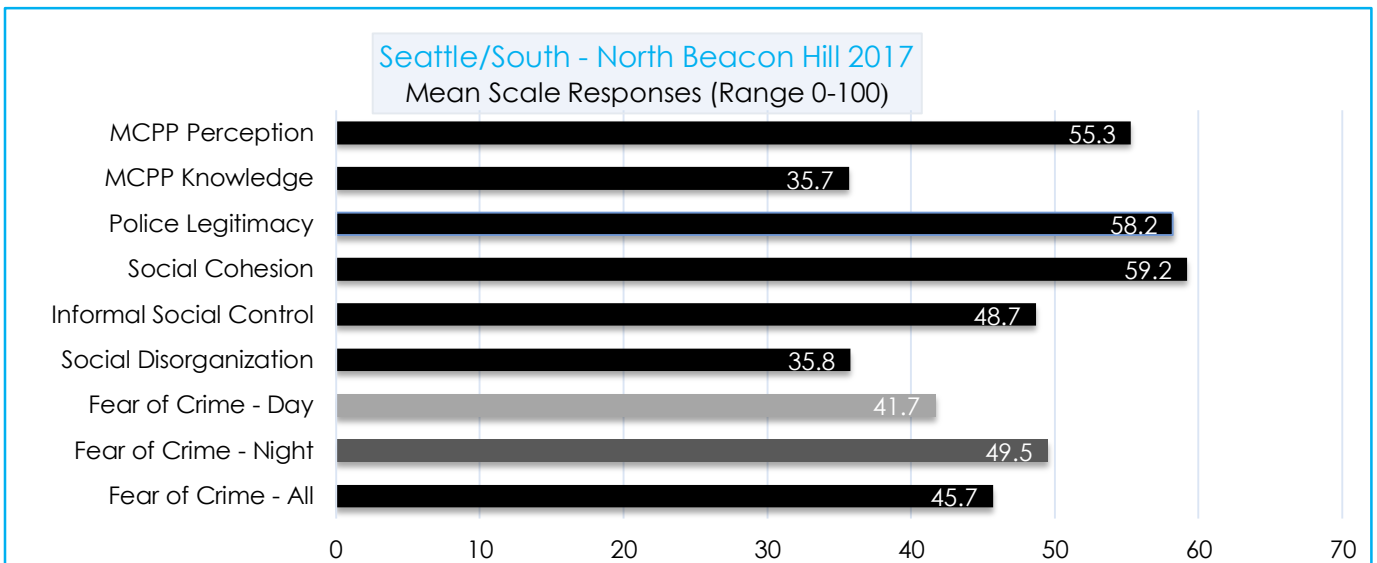 Seattle/South - North Beacon Hill 2017
Mean Scale Responses (Range 0-100)
MCPP Perception 55.3
MCPP Knowledge 35.7
Police Legitimacy 58.2
Social Cohesion 59.2
Informal Social Control 48.7
Social Disorganization 35.8
Fear of Crime - Day 41.7
Fear of Crime - Night 49.5
Fear of Crime - All 45.7
0 10 20 30 40 50 60 70